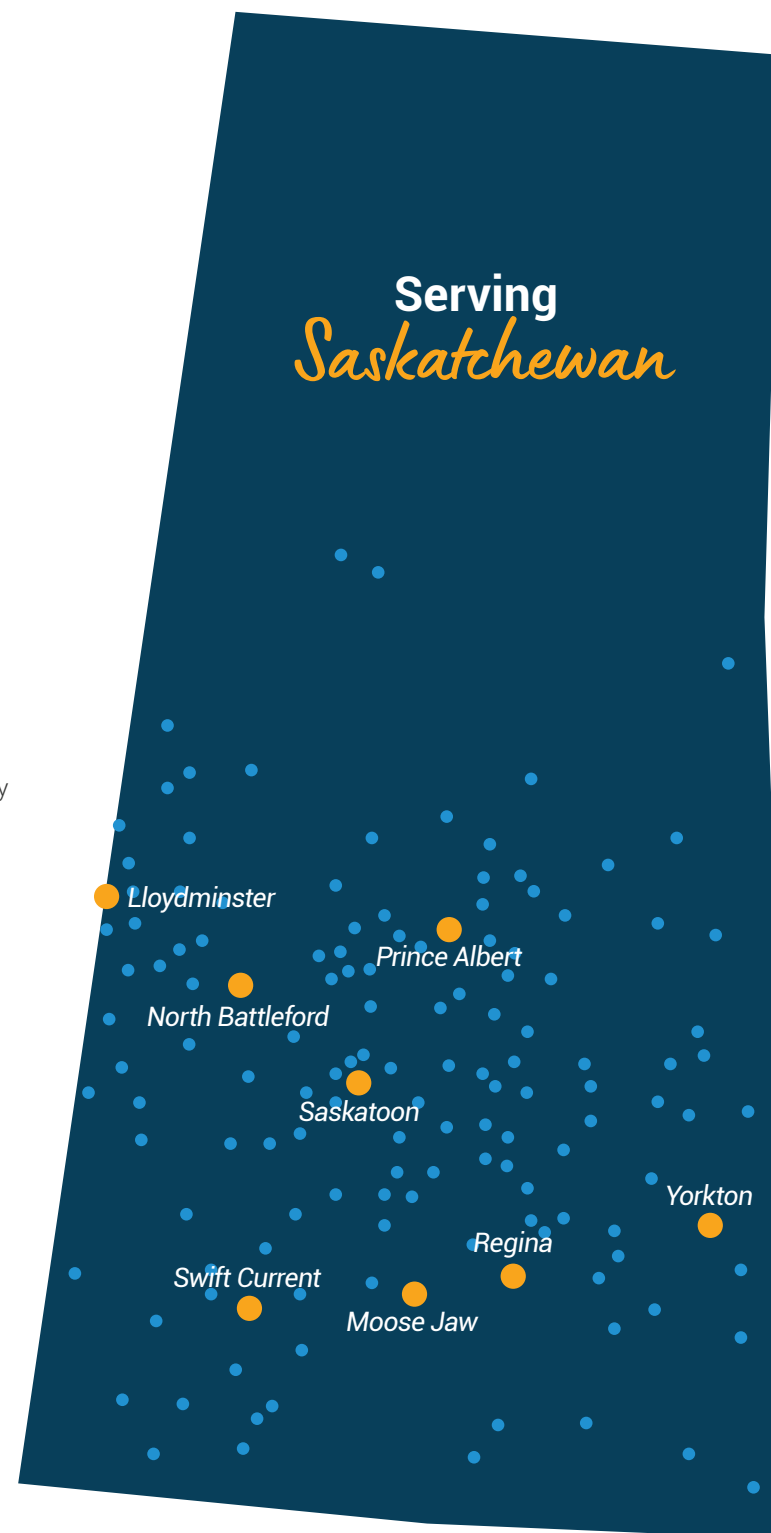 Serving
Saskatchewan
y
Lloydminster
Prince Albert
North Battleford
Saskatoon
Yorkton
Regina
Swift Current
Moose Jaw